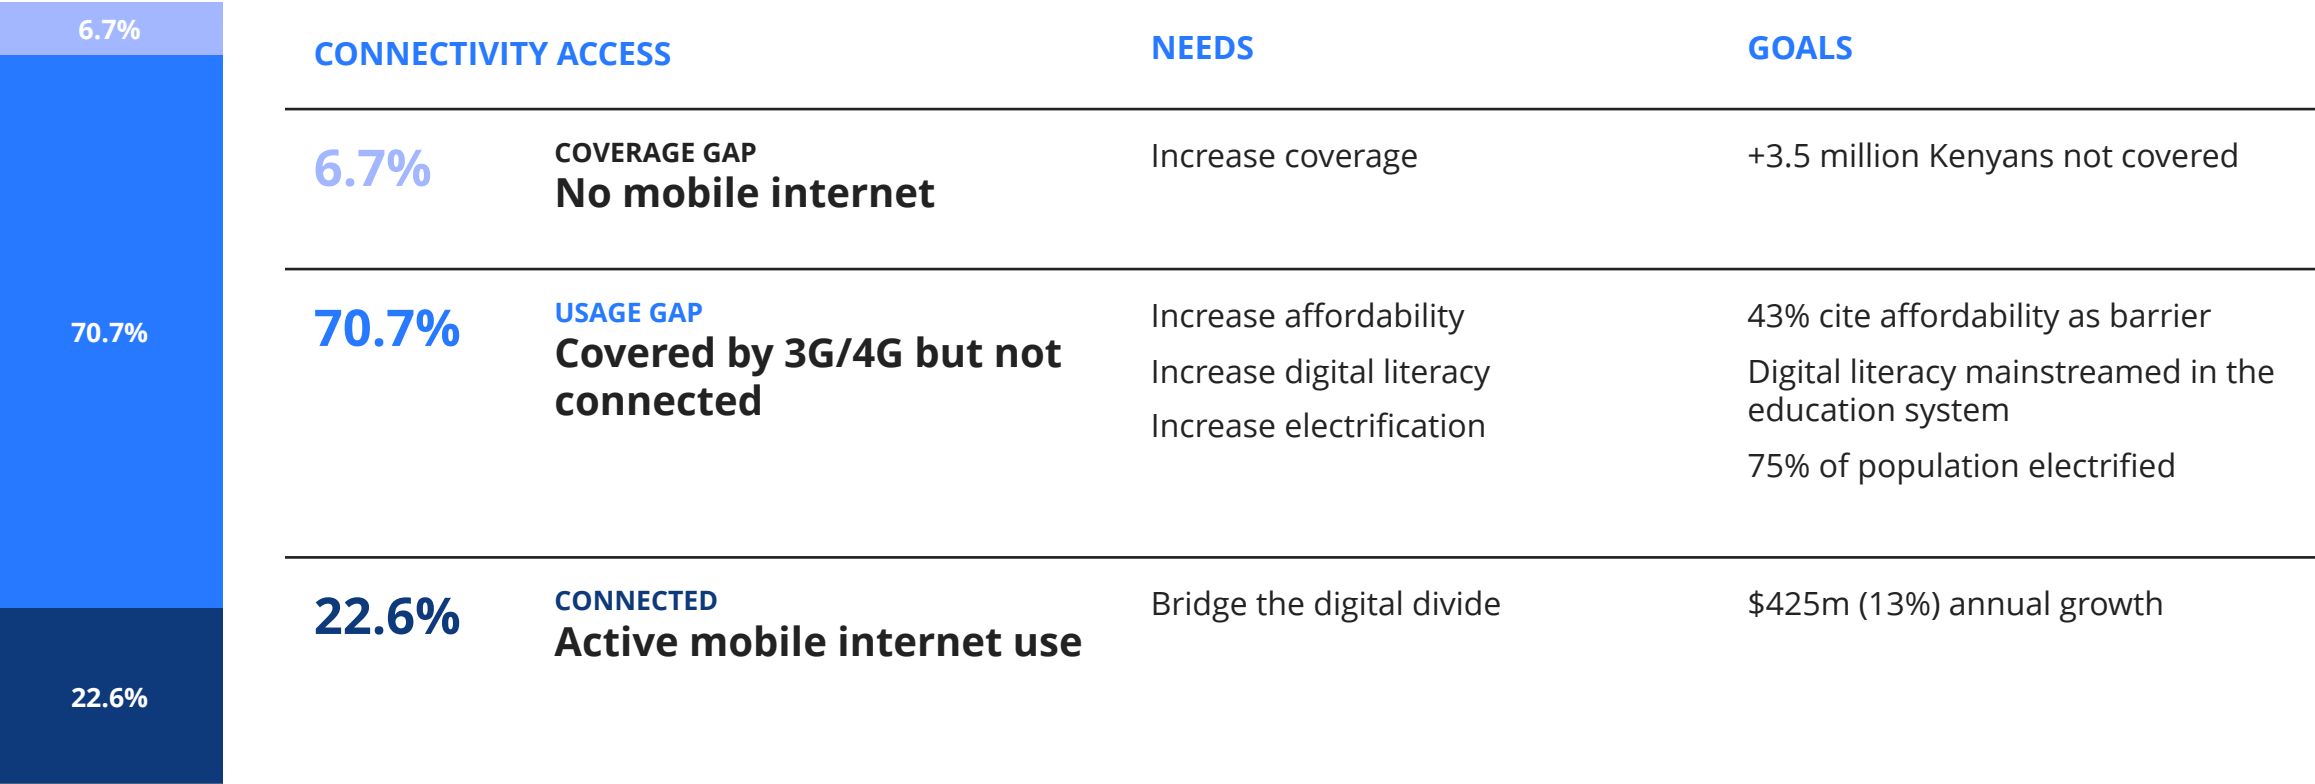 6.7%
70.7%
22.6%
CONNECTIVITY ACCESS
NEEDS
GOALS
6.7%
COVERAGE GAP
No mobile internet
Increase coverage
+3.5 million Kenyans not covered
70.7%
USAGE GAP
Covered by 3G/4G but not
connected
Increase affordability
Increase digital literacy
Increase electrification
43% cite affordability as barrier
Digital literacy mainstreamed in the
education system
75% of population electrified
22.6%
CONNECTED
Active mobile internet use
Bridge the digital divide
$425m (13%) annual growth